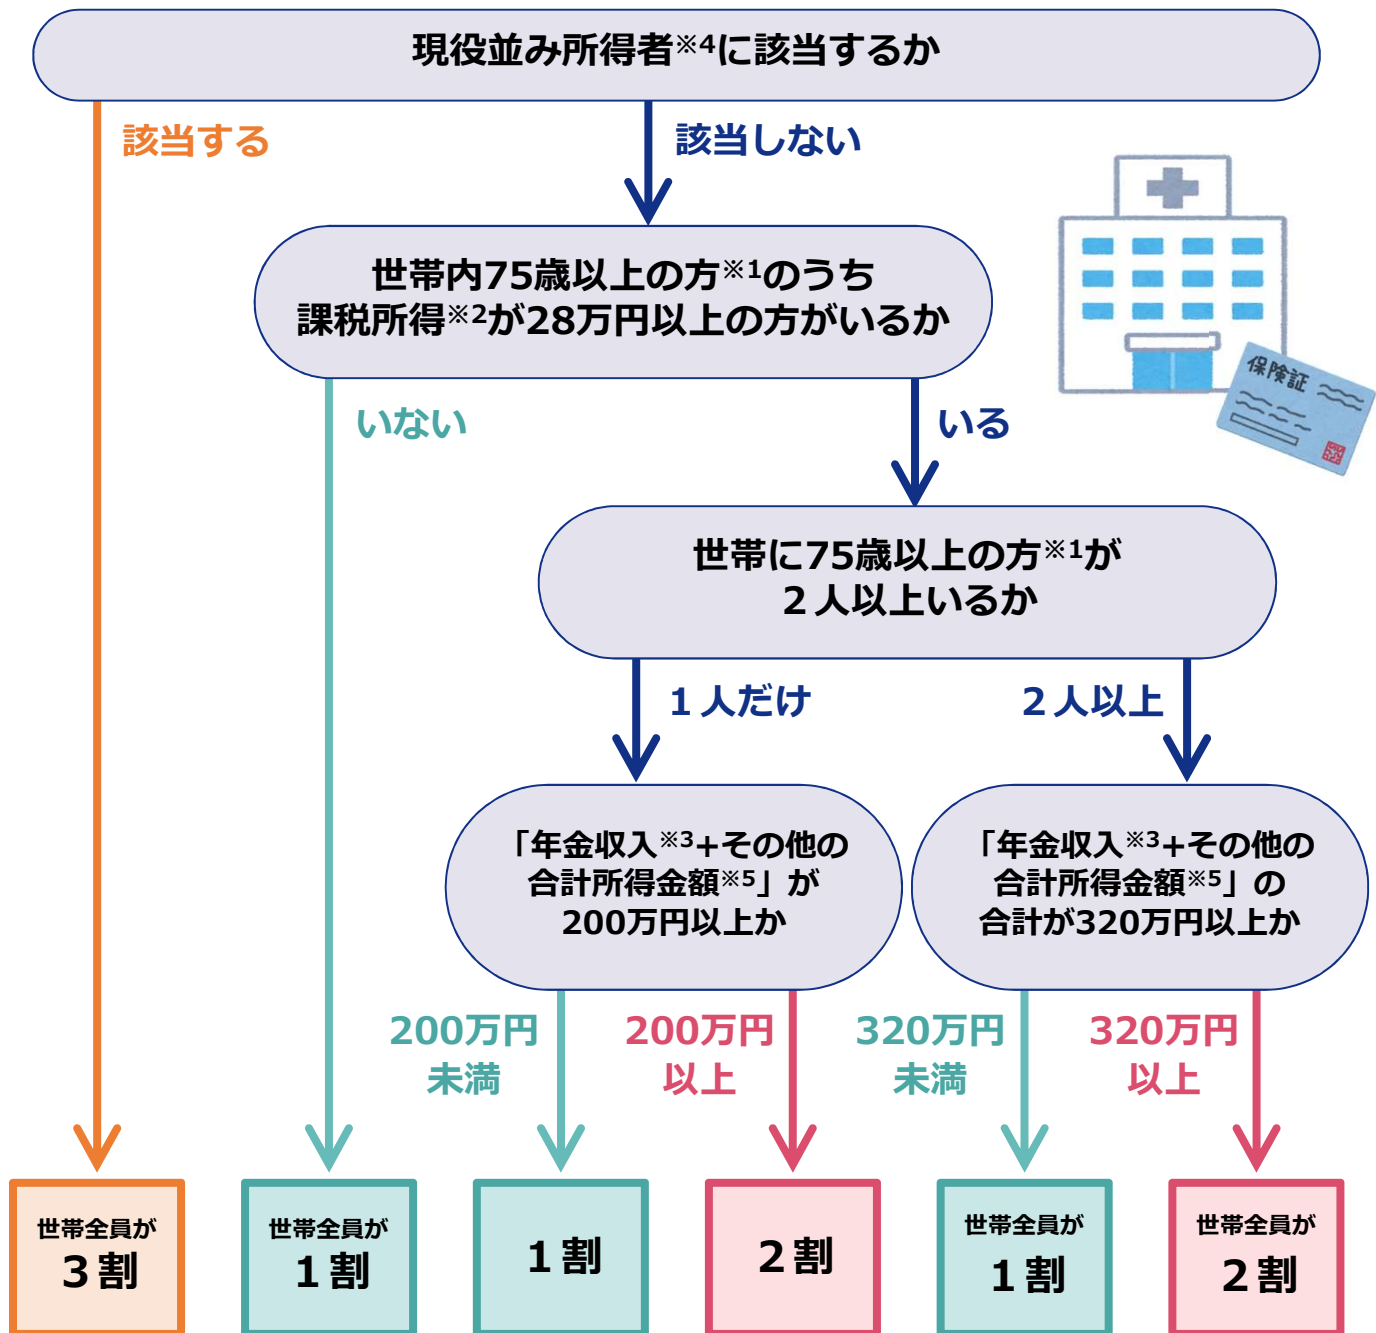 現役並み所得者※4に該当するか
該当する
該当しない
世帯内75歳以上の方※1のうち
課税所得※2が28万円以上の方がいるか
保険証
いない
いる
世帯に75歳以上の方※1が
２人以上いるか
１人だけ
２人以上
「年金収入※3+その他の
合計所得金額※5」が
200万円以上か
「年金収入※3+その他の
合計所得金額※5」の
合計が320万円以上か
200万円
未満
200万円
以上
320万円
未満
320万円
以上
世帯全員が
３割
世帯全員が
１割
１割
２割
世帯全員が
１割
世帯全員が
２割